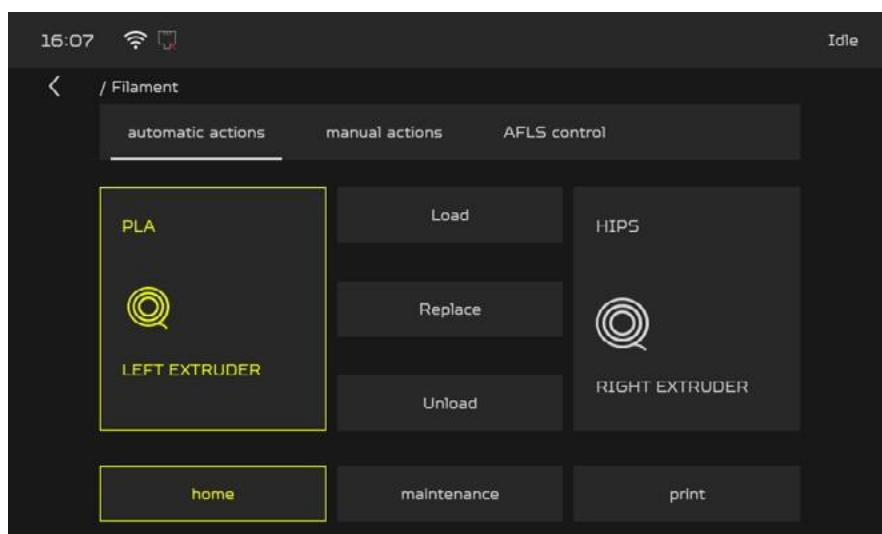 16:07 Idle
/ Filament
automatic actions manual actions AFLS control
PLA
LEFT EXTRUDER
Load
Replace
Unload
HIPS
RIGHT EXTRUDER
home maintenance print